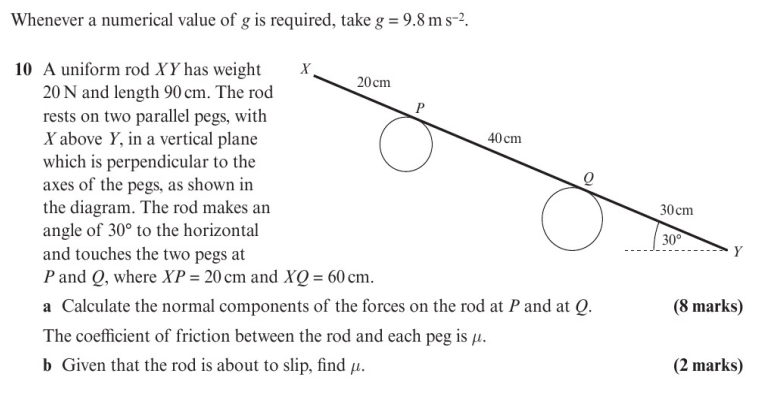 Whenever a numerical value of g is required, take g = 9.8 m s⁻².
10 A uniform rod XY has weight
20 N and length 90 cm. The rod
rests on two parallel pegs, with
X above Y, in a vertical plane
which is perpendicular to the
axes of the pegs, as shown in
the diagram. The rod makes an
angle of 30° to the horizontal
and touches the two pegs at
P and Q, where XP = 20 cm and XQ = 60 cm.
X
20 cm
P
40 cm
Q
30 cm
30°
Y
a Calculate the normal components of the forces on the rod at P and at Q. (8 marks)
The coefficient of friction between the rod and each peg is μ.
b Given that the rod is about to slip, find μ. (2 marks)